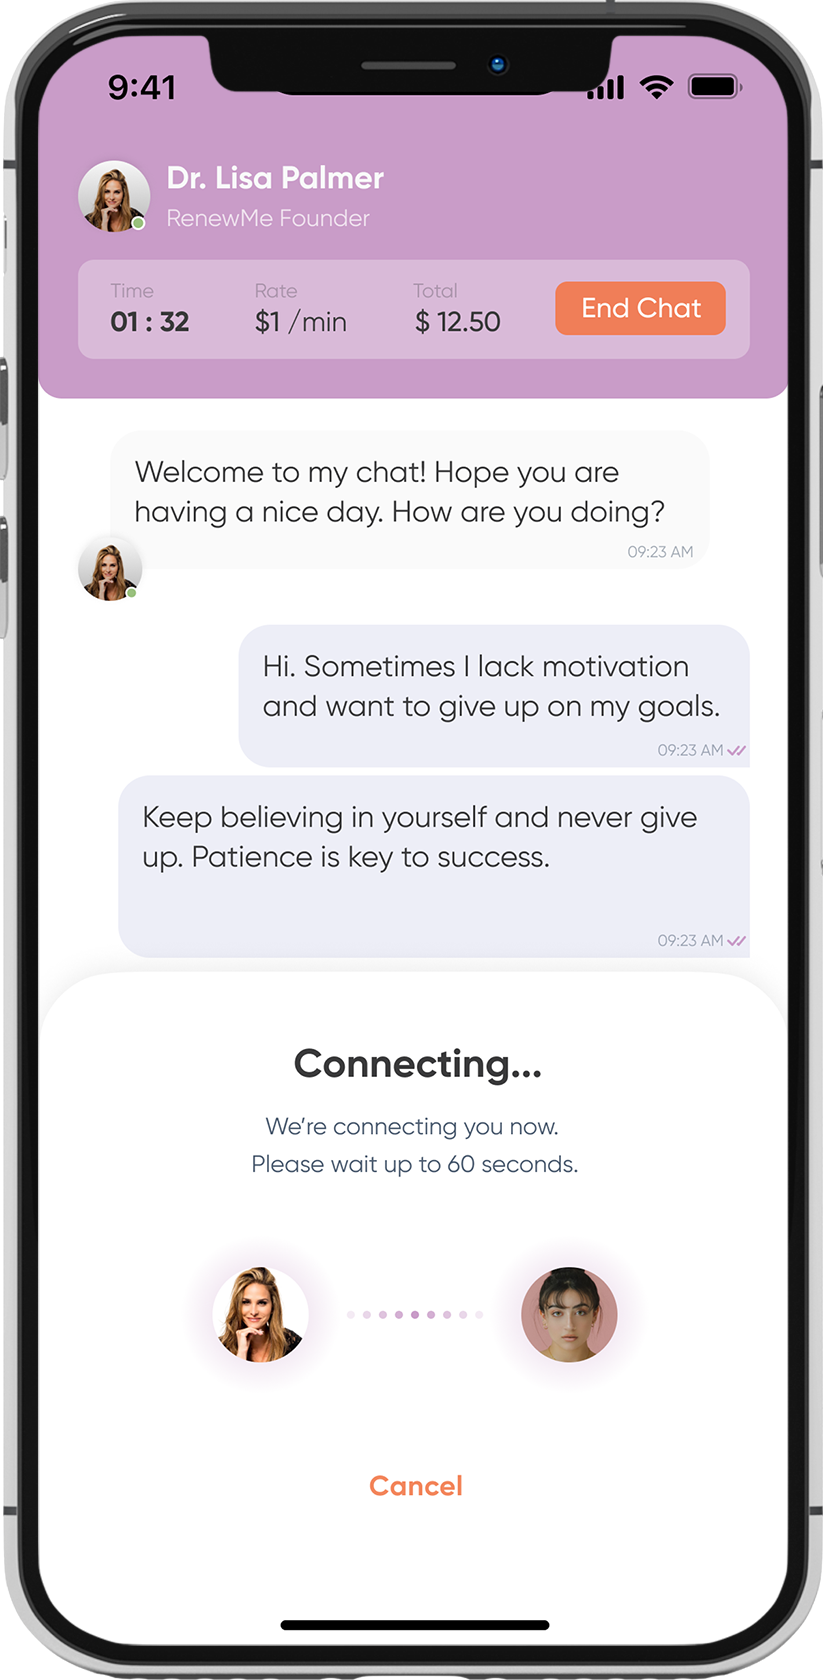 9:41
Dr. Lisa Palmer
RenewMe Founder
Time Rate Total
01 : 32 $1 /min $ 12.50 End Chat
Welcome to my chat! Hope you are
having a nice day. How are you doing?
09:23 AM
Hi. Sometimes I lack motivation
and want to give up on my goals.
09:23 AM
Keep believing in yourself and never give
up. Patience is key to success.
09:23 AM
Connecting...
We’re connecting you now.
Please wait up to 60 seconds.
Cancel